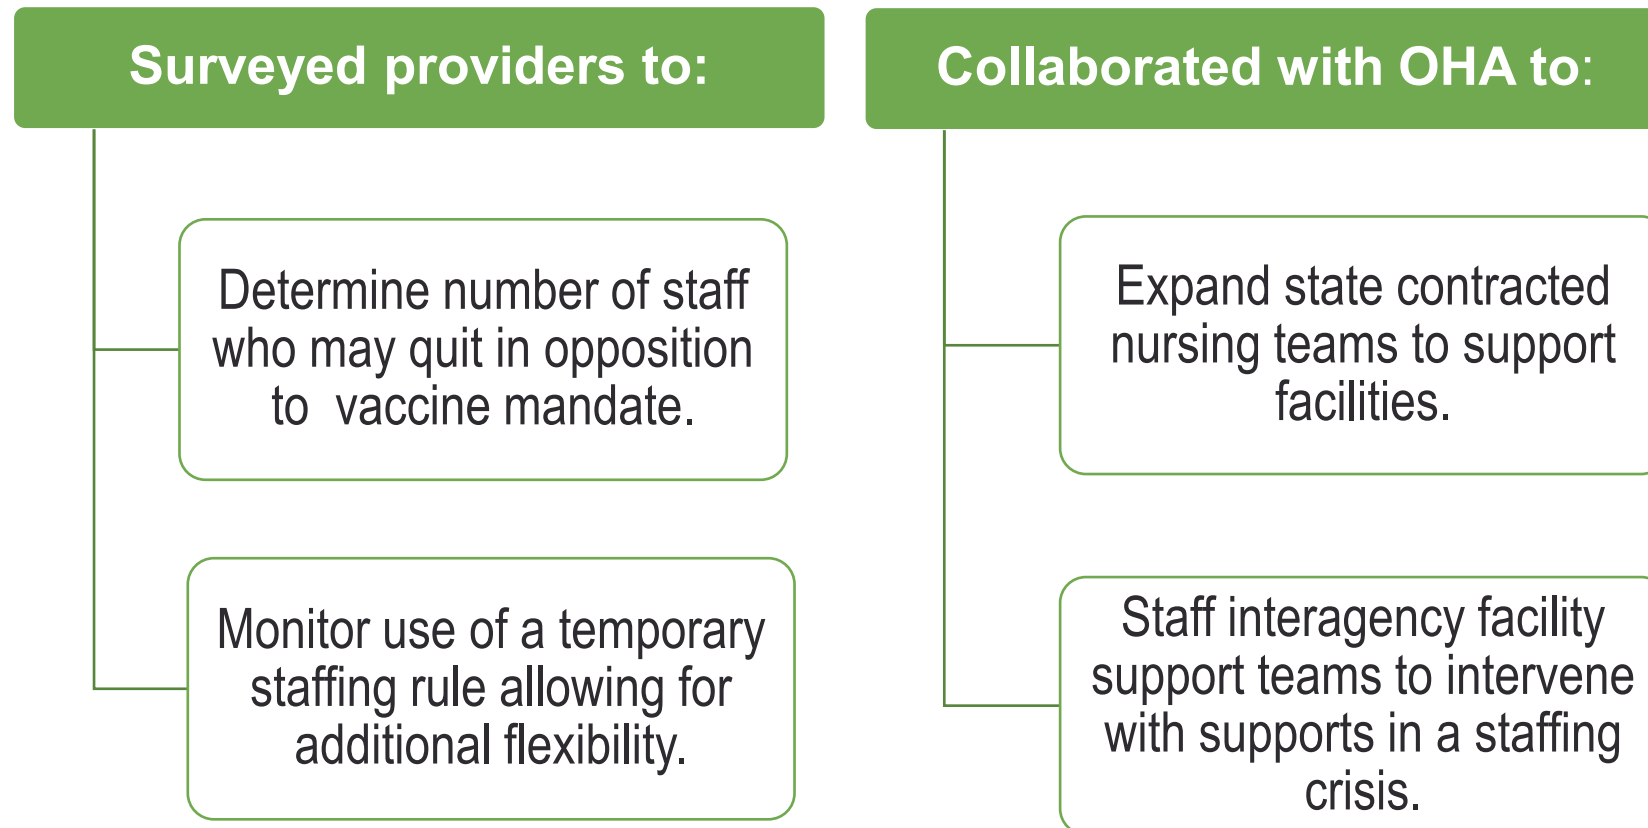 Surveyed providers to:
Determine number of staff
who may quit in opposition
to  vaccine mandate.
Monitor use of a temporary
staffing rule allowing for
additional flexibility.
Collaborated with OHA to:
Expand state contracted
nursing teams to support
facilities.
Staff interagency facility
support teams to intervene
with supports in a staffing
crisis.